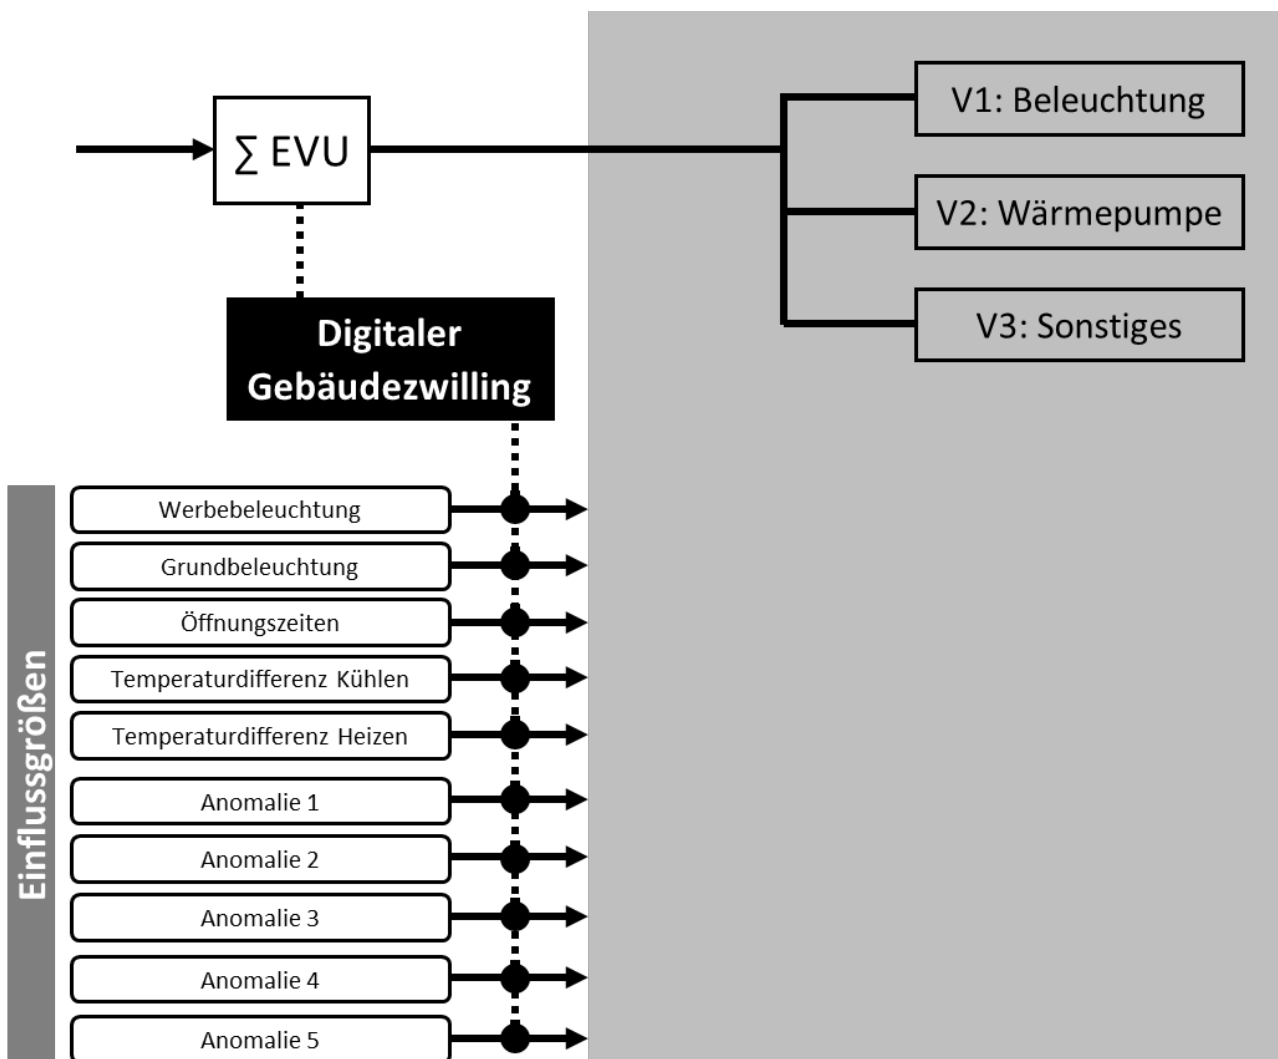 ∑ EVU
V1: Beleuchtung
V2: Wärmepumpe
V3: Sonstiges
Digitaler
Gebäudezwilling
Einflussgrößen
Werbebeleuchtung
Grundbeleuchtung
Öffnungszeiten
Temperaturdifferenz Kühlen
Temperaturdifferenz Heizen
Anomalie 1
Anomalie 2
Anomalie 3
Anomalie 4
Anomalie 5